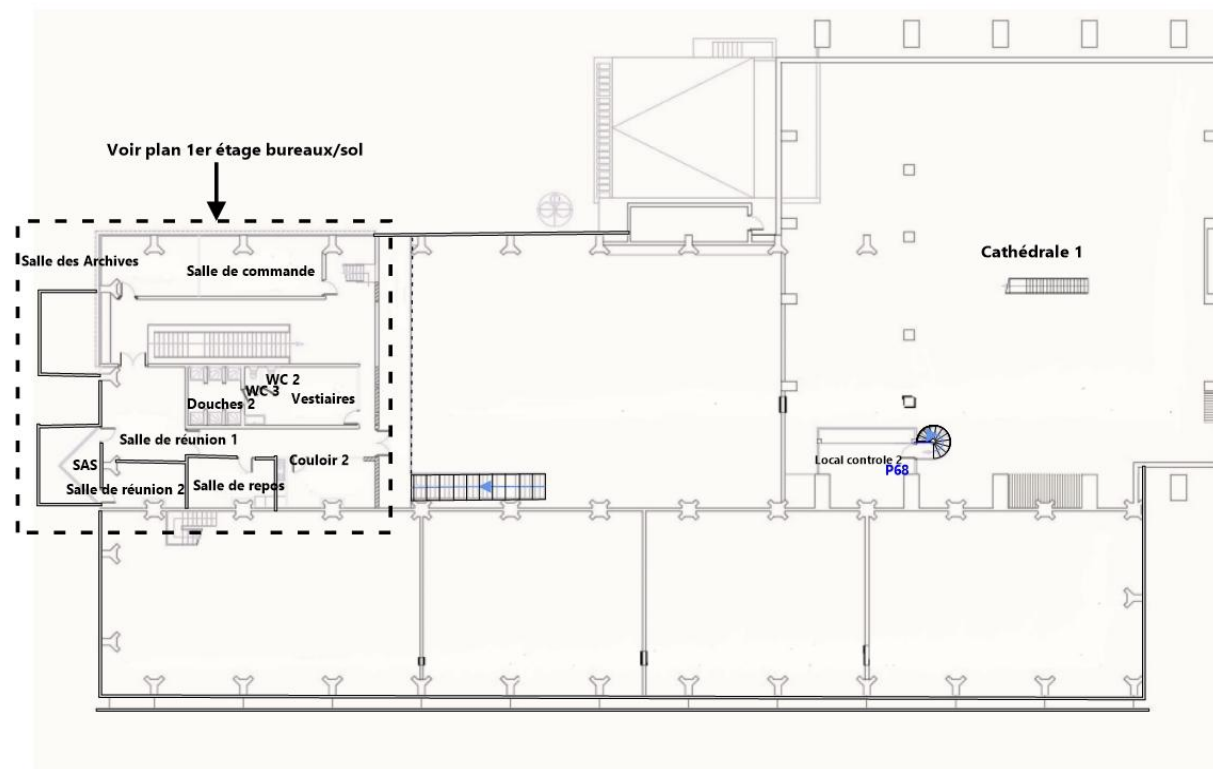 Voir plan 1er étage bureaux/sol
Salle des Archives
Salle de commande
Cathédrale 1
WC 2
WC 3
Vestiaires
Douches 2
Salle de réunion 1
Couloir 2
Local controle 2
SAS
P68
Salle de réunion 2
Salle de repos